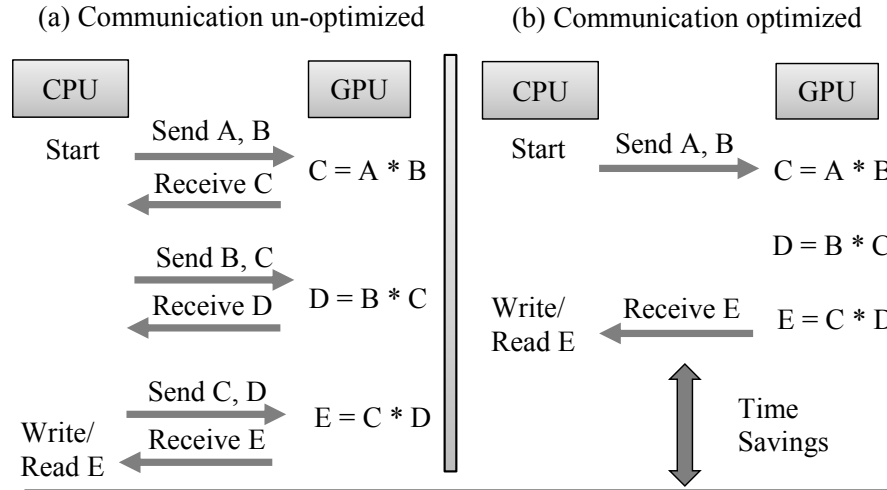 (a) Communication un-optimized
CPU
GPU
Start
Send A, B
C = A * B
Receive C
Send B, C
D = B * C
Receive D
Send C, D
E = C * D
Write/
Read E
Receive E
(b) Communication optimized
CPU
GPU
Start
Send A, B
C = A * B
D = B * C
Write/
Read E
Receive E
E = C * D
Time
Savings